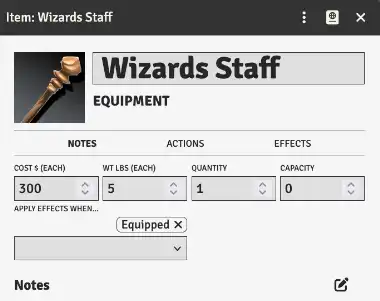 Item: Wizards Staff
Wizards Staff
EQUIPMENT
NOTES ACTIONS EFFECTS
COST $ (EACH) WT LBS (EACH) QUANTITY CAPACITY
300 5 1 0
APPLY EFFECTS WHEN...
Equipped ×
Notes